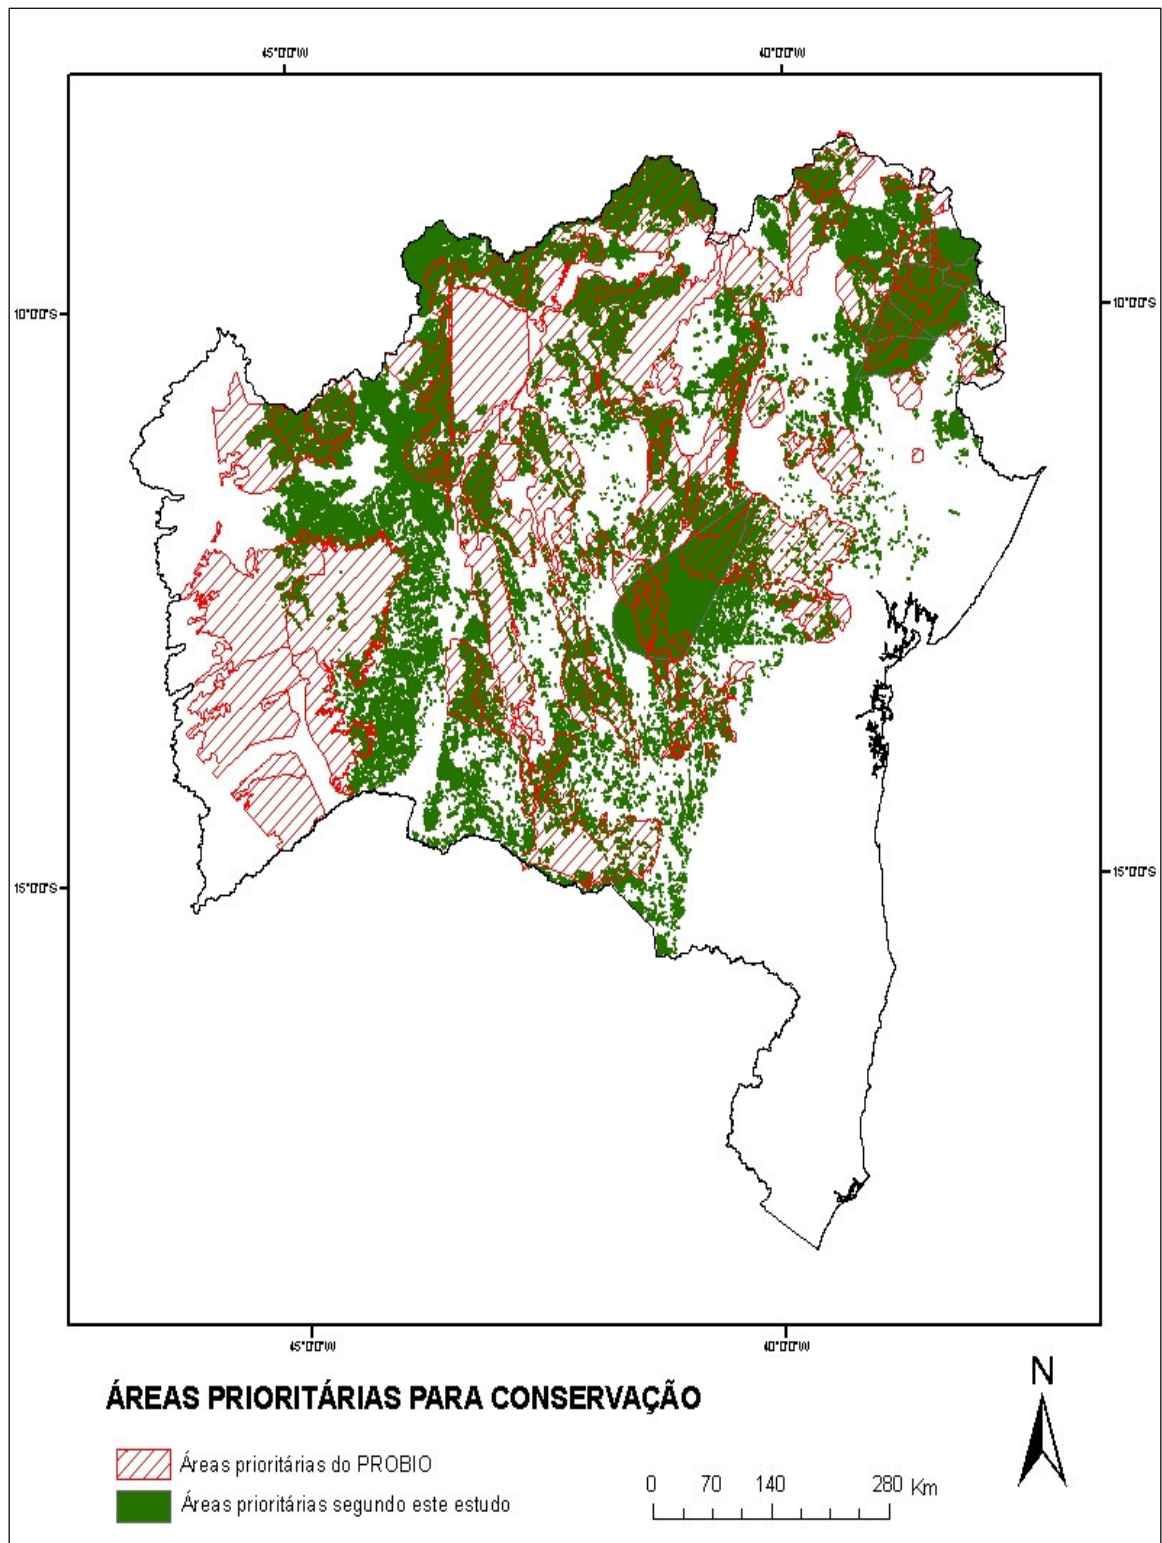 45°0'0"W 40°0'0"W
10°0'0"S 10°0'0"S
15°0'0"S 15°0'0"S
45°0'0"W 40°0'0"W
N
ÁREAS PRIORITÁRIAS PARA CONSERVAÇÃO
Áreas prioritárias do PROBIO
Áreas prioritárias segundo este estudo
0 70 140 280 Km